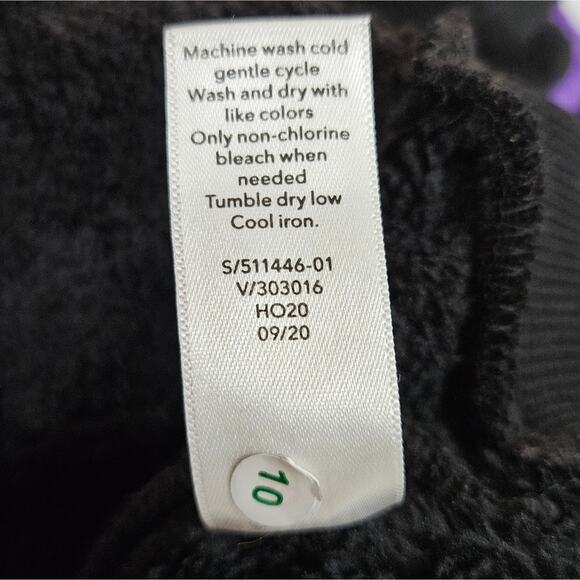 Machine wash cold
gentle cycle
Wash and dry with
like colors
Only non-chlorine
bleach when
needed
Tumble dry low
Cool iron.
S/511446-01
V/303016
HO20
09/20
10